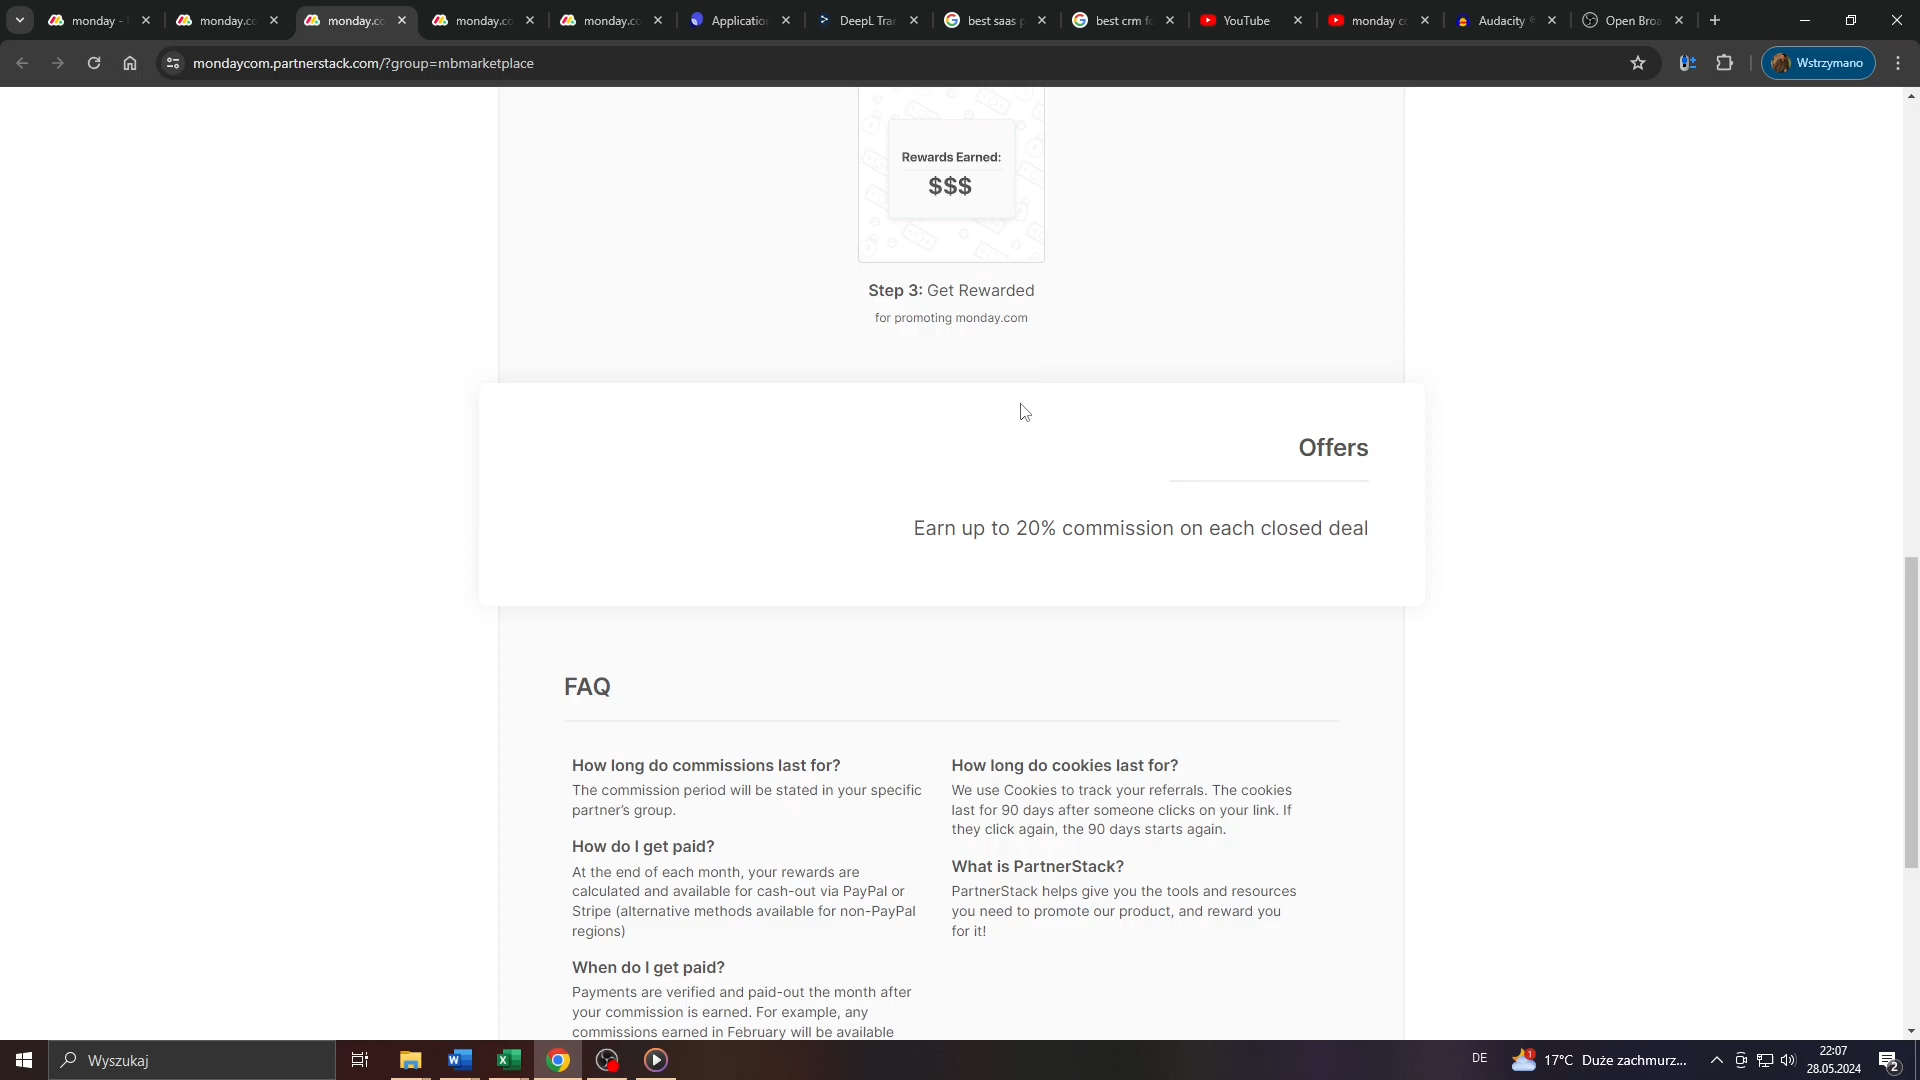 monday -
monday.co
monday.co
monday.co
monday.co
Application
DeepL Tran
best saas p
best crm fo
YouTube
monday co
Audacity ®
Open Broa
mondaycom.partnerstack.com/?group=mbmarketplace
Wstrzymano
Rewards Earned:
$$$
Step 3: Get Rewarded
for promoting monday.com
Offers
Earn up to 20% commission on each closed deal
FAQ
How long do commissions last for?
The commission period will be stated in your specific
partner's group.
How do I get paid?
At the end of each month, your rewards are
calculated and available for cash-out via PayPal or
Stripe (alternative methods available for non-PayPal
regions)
When do I get paid?
Payments are verified and paid-out the month after
your commission is earned. For example, any
commissions earned in February will be available
How long do cookies last for?
We use Cookies to track your referrals. The cookies
last for 90 days after someone clicks on your link. If
they click again, the 90 days starts again.
What is PartnerStack?
PartnerStack helps give you the tools and resources
you need to promote our product, and reward you
for it!
Wyszukaj
DE
1
17°C Duże zachmurz...
22:07
28.05.2024
2